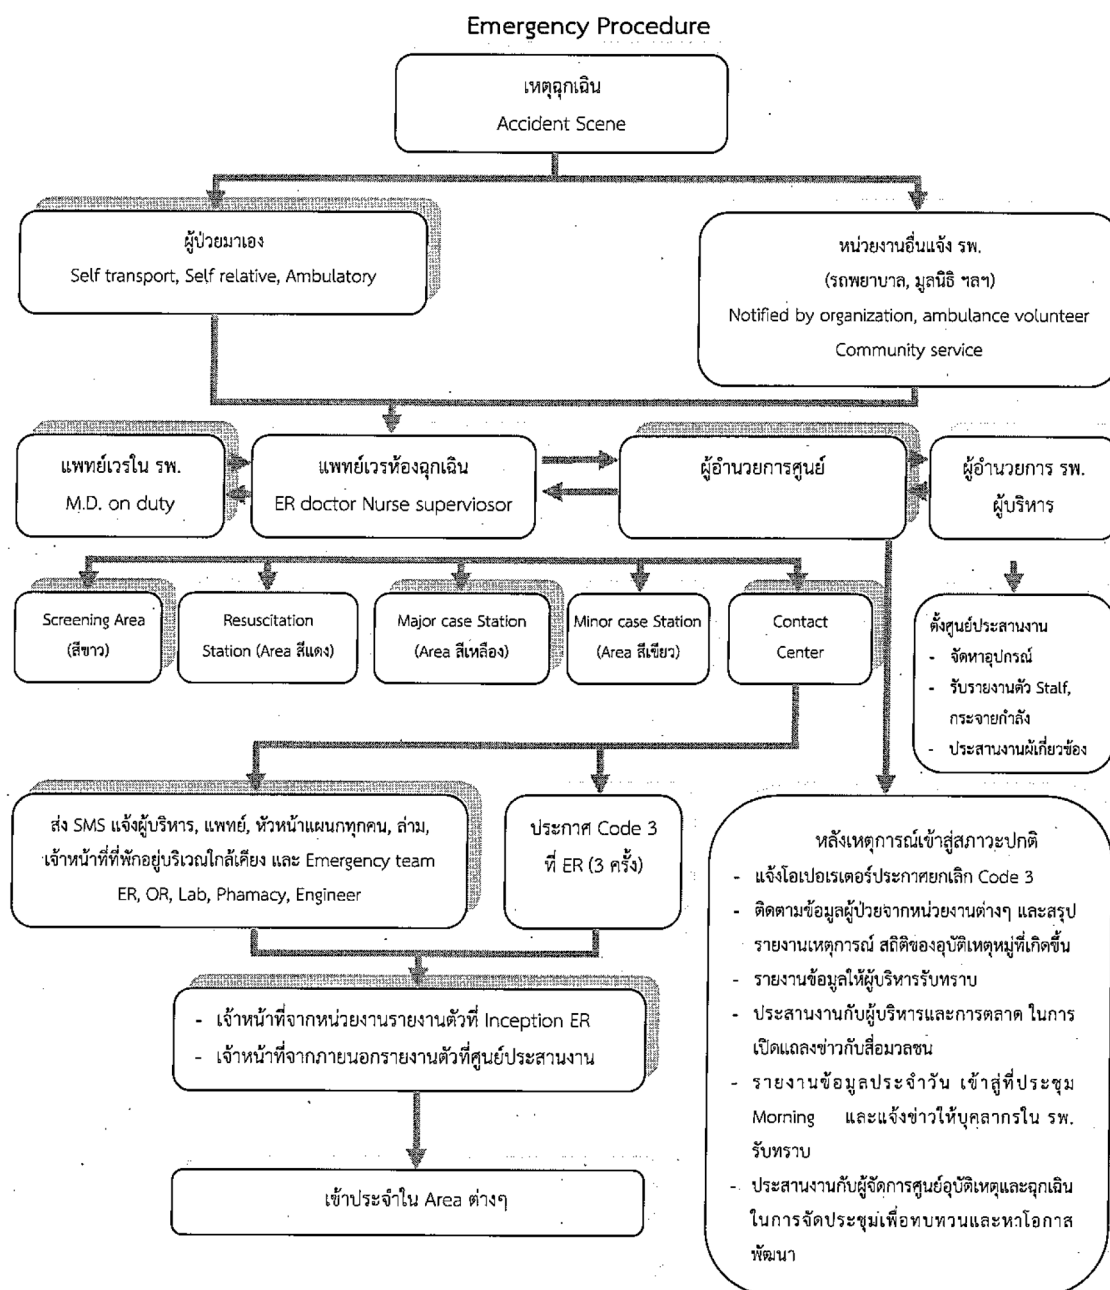 Emergency Procedure
เหตุฉุกเฉิน
Accident Scene
ผู้ป่วยมาเอง
Self transport, Self relative, Ambulatory
หน่วยงานอื่นแจ้ง รพ.
(รถพยาบาล, มูลนิธิ ฯลฯ)
Notified by organization, ambulance volunteer
Community service
แพทย์เวรใน รพ.
M.D. on duty
แพทย์เวรห้องฉุกเฉิน
ER doctor Nurse superviosor
ผู้อำนวยการศูนย์
ผู้อำนวยการ รพ.
ผู้บริหาร
Screening Area
(สีขาว)
Resuscitation
Station (Area สีแดง)
Major case Station
(Area สีเหลือง)
Minor case Station
(Area สีเขียว)
Contact
Center
ตั้งศูนย์ประสานงาน
- จัดหาอุปกรณ์
- รับรายงานตัว Stalf,
กระจายกำลัง
- ประสานงานผู้เกี่ยวข้อง
ส่ง SMS แจ้งผู้บริหาร, แพทย์, หัวหน้าแผนกทุกคน, ล่าม,
เจ้าหน้าที่ที่พักอยู่บริเวณใกล้เคียง และ Emergency team
ER, OR, Lab, Phamacy, Engineer
ประกาศ Code 3
ที่ ER (3 ครั้ง)
- เจ้าหน้าที่จากหน่วยงานรายงานตัวที่ Inception ER
- เจ้าหน้าที่จากภายนอกรายงานตัวที่ศูนย์ประสานงาน
เข้าประจำใน Area ต่างๆ
หลังเหตุการณ์เข้าสู่สภาวะปกติ
- แจ้งโอเปอเรเตอร์ประกาศยกเลิก Code 3
- ติดตามข้อมูลผู้ป่วยจากหน่วยงานต่างๆ และสรุป
รายงานเหตุการณ์ สถิติของอุบัติเหตุหมู่ที่เกิดขึ้น
- รายงานข้อมูลให้ผู้บริหารรับทราบ
- ประสานงานกับผู้บริหารและการตลาด ในการ
เปิดแถลงข่าวกับสื่อมวลชน
- รายงานข้อมูลประจำวัน เข้าสู่ที่ประชุม
Morning และแจ้งข่าวให้บุคลากรใน รพ.
รับทราบ
- ประสานงานกับผู้จัดการศูนย์อุบัติเหตุและฉุกเฉิน
ในการจัดประชุมเพื่อทบทวนและหาโอกาส
พัฒนา